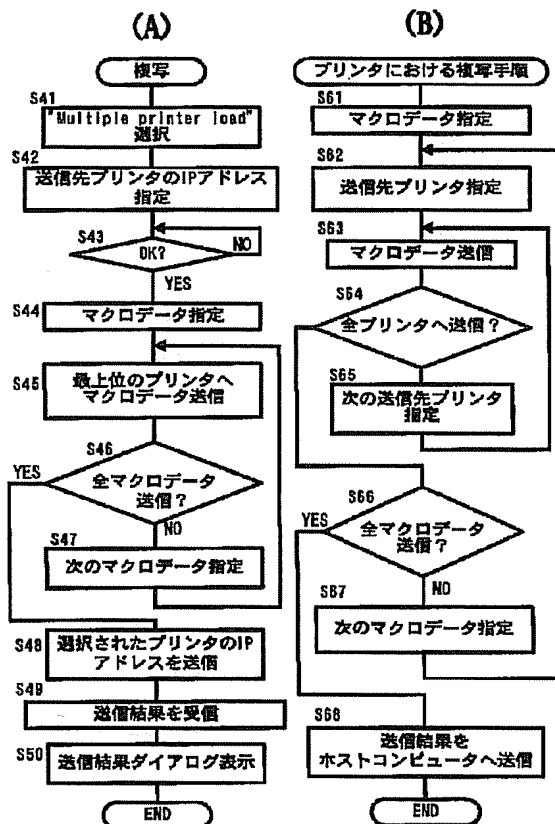 (A)
複写
S41
"Multiple printer load"
選択
S42
送信先プリンタのIPアドレス
指定
S43
OK?
NO
YES
S44
マクロデータ指定
S45
最上位のプリンタへ
マクロデータ送信
S46
YES
全マクロデータ
送信？
NO
S47
次のマクロデータ指定
S48
選択されたプリンタのIP
アドレスを送信
S49
送信結果を受信
S50
送信結果ダイアログ表示
END
(B)
プリンタにおける複写手順
S61
マクロデータ指定
S62
送信先プリンタ指定
S63
マクロデータ送信
S64
全プリンタへ送信？
S65
次の送信先プリンタ
指定
S66
YES
全マクロデータ
送信？
NO
S67
次のマクロデータ指定
S68
送信結果を
ホストコンピュータへ送信
END